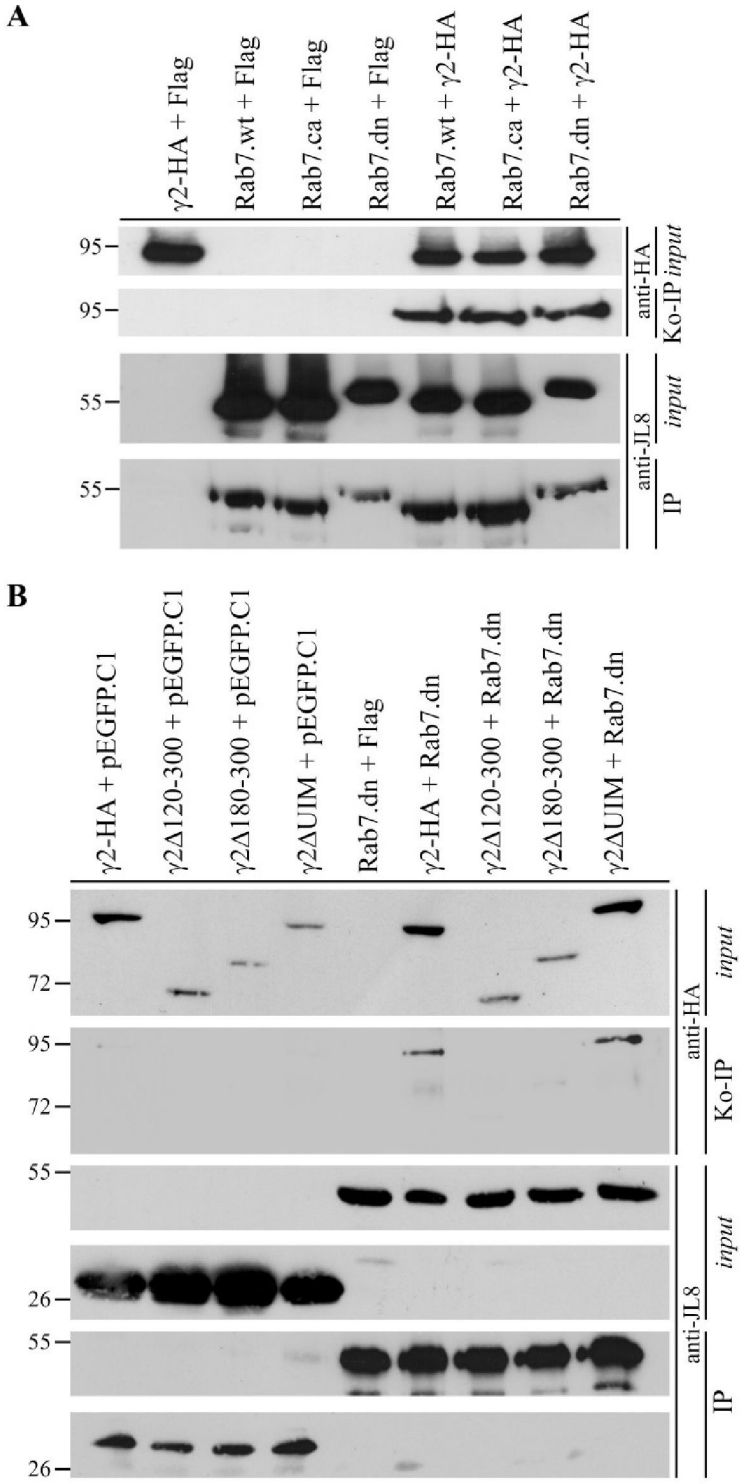 A
γ2-HA + Flag
Rab7.wt + Flag
Rab7.ca + Flag
Rab7.dn + Flag
Rab7.wt + γ2-HA
Rab7.ca + γ2-HA
Rab7.dn + γ2-HA
95
95
55
55
anti-HA
input
Ko-IP
anti-JL8
input
IP
B
γ2-HA + pEGFP.C1
γ2Δ120-300 + pEGFP.C1
γ2Δ180-300 + pEGFP.C1
γ2ΔUIM + pEGFP.C1
Rab7.dn + Flag
γ2-HA + Rab7.dn
γ2Δ120-300 + Rab7.dn
γ2Δ180-300 + Rab7.dn
γ2ΔUIM + Rab7.dn
95
72
95
72
55
26
55
26
anti-HA
input
Ko-IP
anti-JL8
input
IP